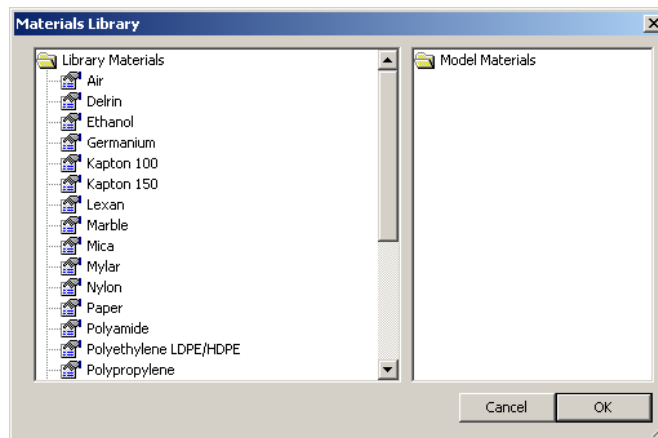 Materials Library
Library Materials
Air
Delrin
Ethanol
Germanium
Kapton 100
Kapton 150
Lexan
Marble
Mica
Mylar
Nylon
Paper
Polyamide
Polyethylene LDPE/HDPE
Polypropylene
Model Materials
Cancel
OK